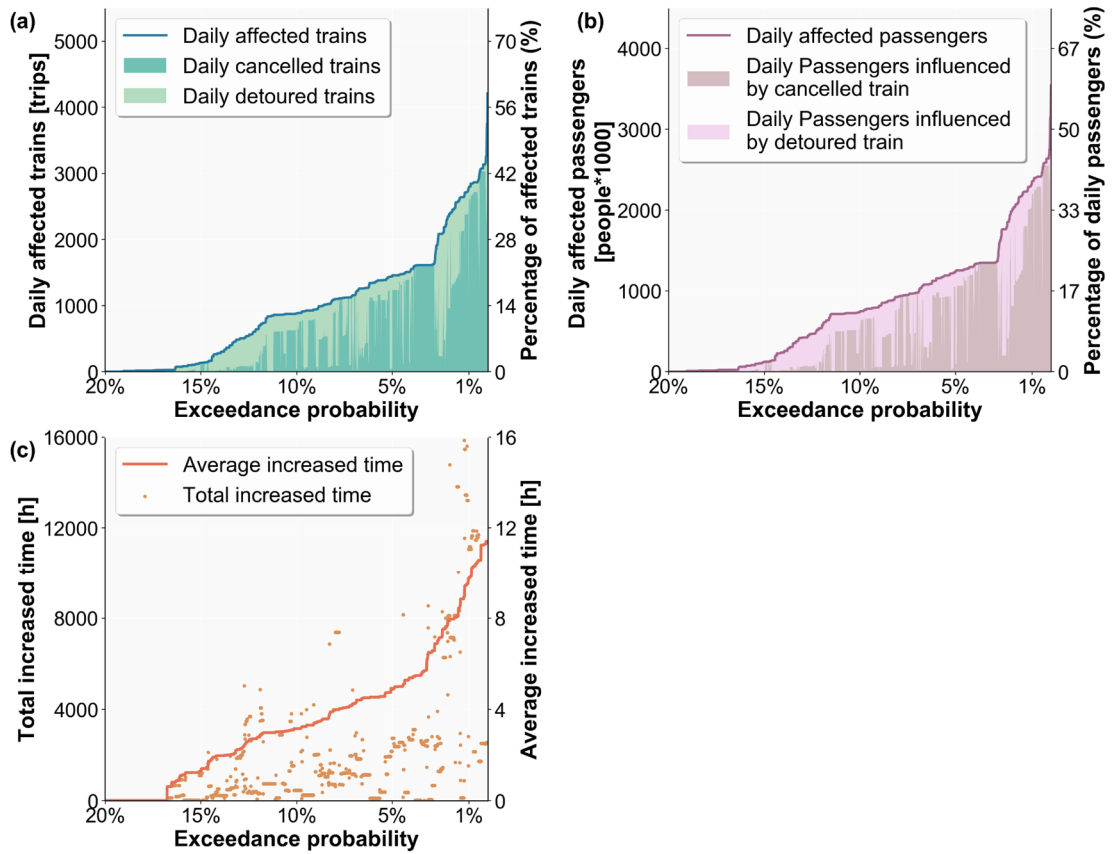 (a)
Daily affected trains
Daily cancelled trains
Daily detoured trains
Daily affected trains [trips]
5000
4000
3000
2000
1000
0
Percentage of affected trains (%)
70
56
42
28
14
0
20%
15%
10%
5%
1%
Exceedance probability
(b)
Daily affected passengers
Daily Passengers influenced
by cancelled train
Daily Passengers influenced
by detoured train
Daily affected passengers
[people*1000]
4000
3000
2000
1000
0
Percentage of daily passengers (%)
67
50
33
17
0
20%
15%
10%
5%
1%
Exceedance probability
(c)
Average increased time
Total increased time
Total increased time [h]
16000
12000
8000
4000
0
Average increased time [h]
16
12
8
4
0
20%
15%
10%
5%
1%
Exceedance probability